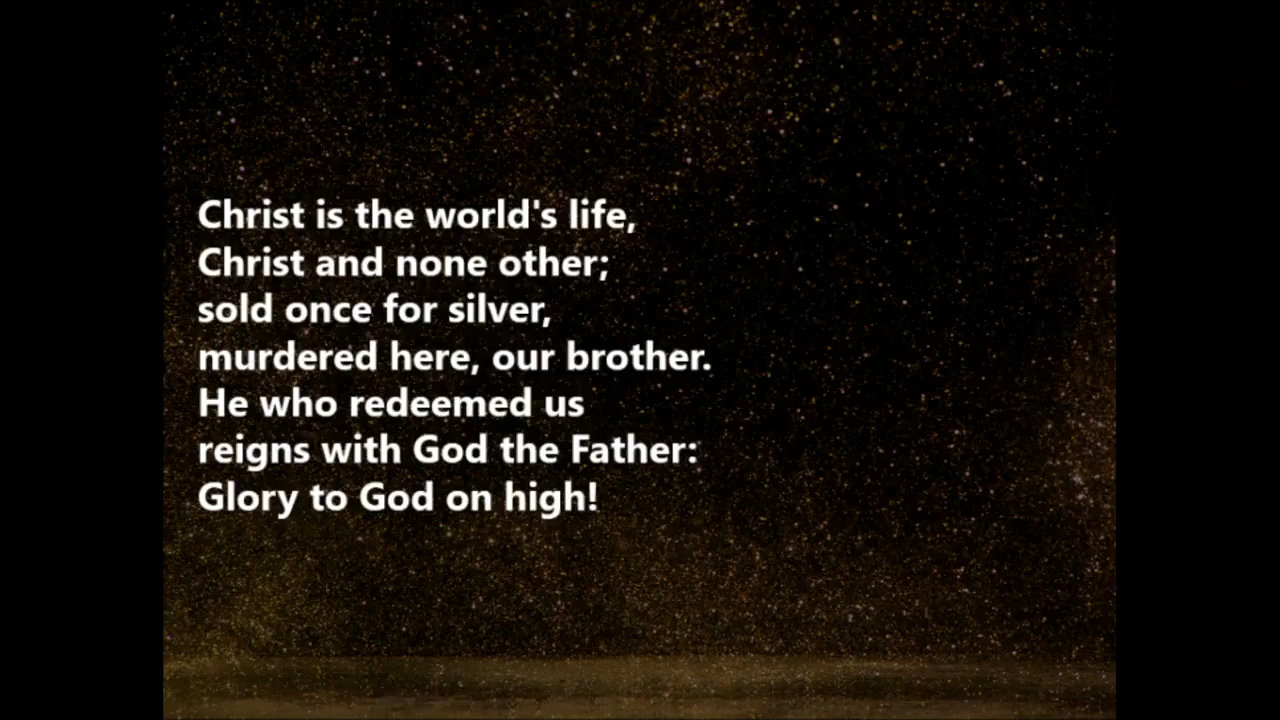 Christ is the world's life,
Christ and none other;
sold once for silver,
murdered here, our brother.
He who redeemed us
reigns with God the Father:
Glory to God on high!